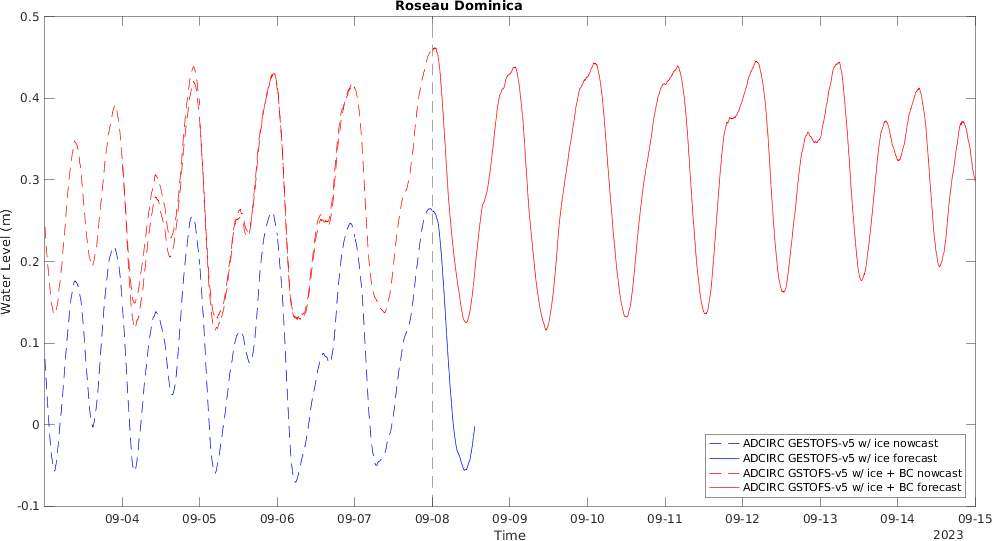 Roseau Dominica
0.5
0.4
0.3
0.2
0.1
0
-0.1
Water Level (m)
09-04 09-05 09-06 09-07 09-08 09-09 09-10 09-11 09-12 09-13 09-14 09-15
Time
2023
ADCIRC GESTOFS-v5 w/ ice nowcast
ADCIRC GESTOFS-v5 w/ ice forecast
ADCIRC GSTOFS-v5 w/ ice + BC nowcast
ADCIRC GSTOFS-v5 w/ ice + BC forecast